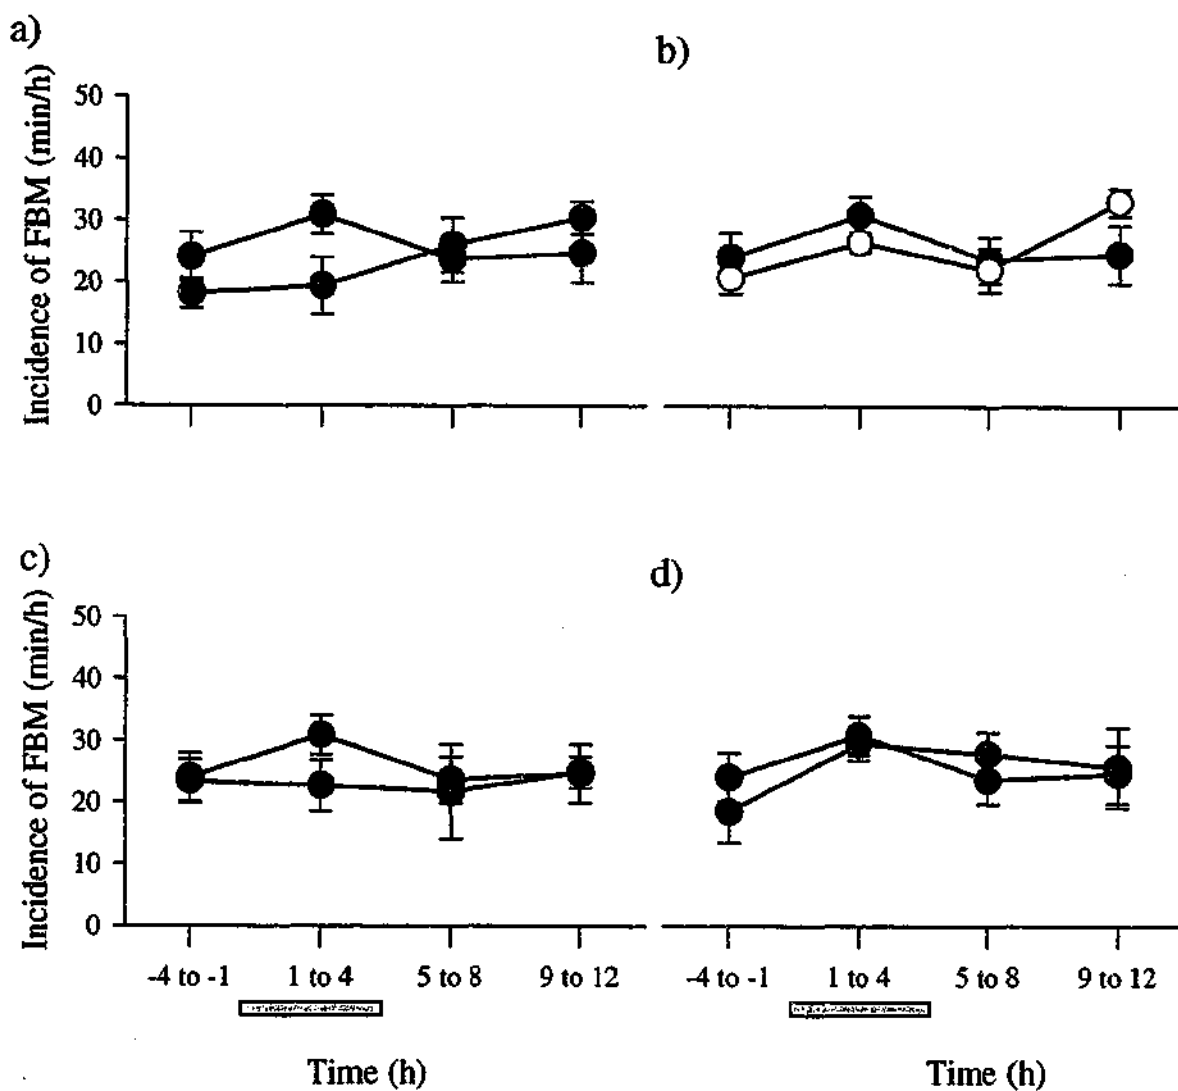 a)
b)
Incidence of FBM (min/h)
50
40
30
20
10
0
c)
d)
Incidence of FBM (min/h)
50
40
30
20
10
0
-4 to -1 1 to 4 5 to 8 9 to 12
-4 to -1 1 to 4 5 to 8 9 to 12
Time (h)
Time (h)